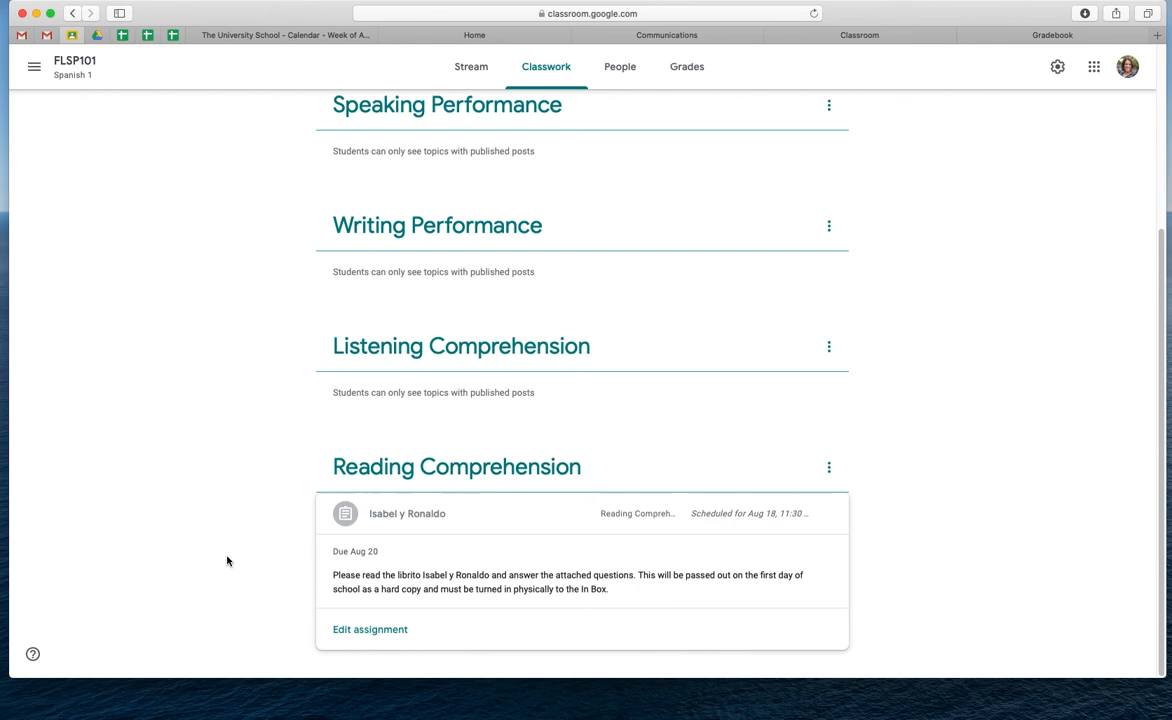 classroom.google.com
The University School - Calendar - Week of A...
Home
Communications
Classroom
Gradebook
FLSP101
Spanish 1
Stream
Classwork
People
Grades
Speaking Performance
Students can only see topics with published posts
Writing Performance
Students can only see topics with published posts
Listening Comprehension
Students can only see topics with published posts
Reading Comprehension
Isabel y Ronaldo
Reading Compreh...
Scheduled for Aug 18, 11:30 ...
Due Aug 20
Please read the librito Isabel y Ronaldo and answer the attached questions. This will be passed out on the first day of
school as a hard copy and must be turned in physically to the In Box.
Edit assignment